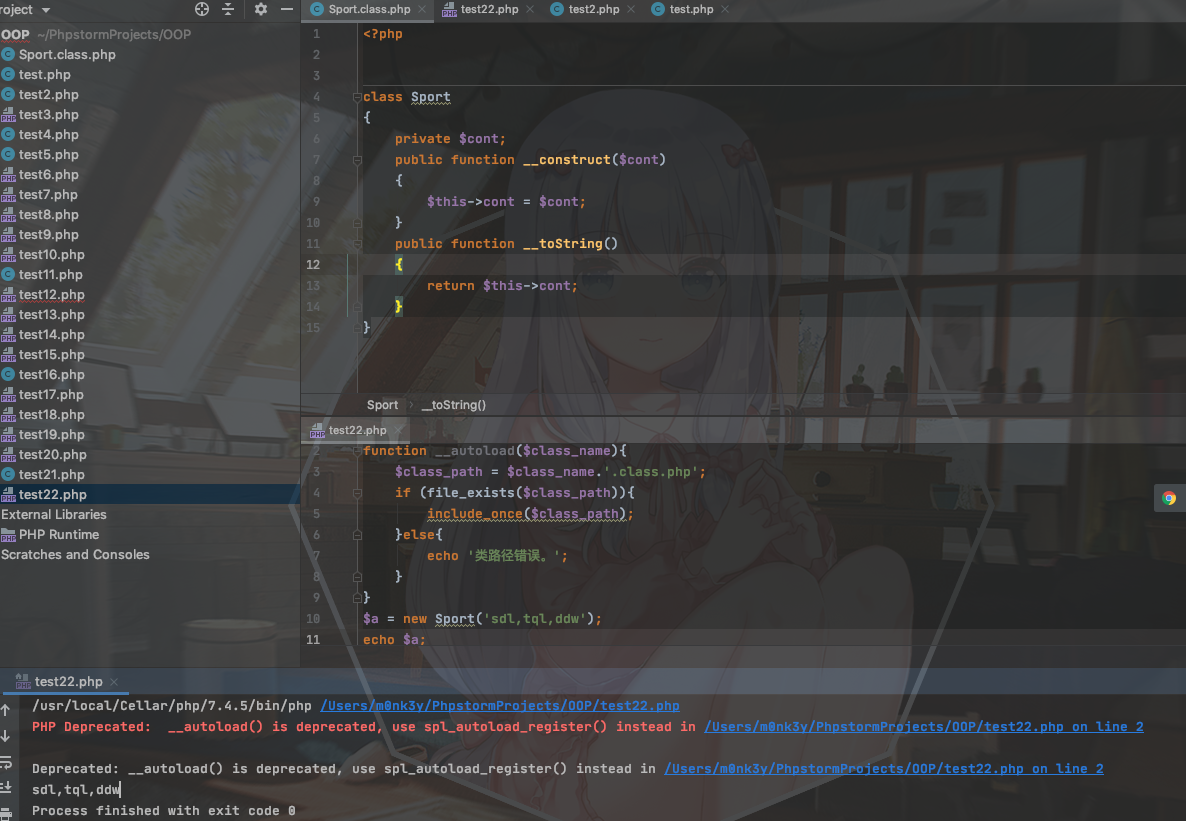 roject
Sport.class.php
test22.php
test2.php
test.php
OOP ~/PhpstormProjects/OOP
Sport.class.php
test.php
test2.php
test3.php
test4.php
test5.php
test6.php
test7.php
test8.php
test9.php
test10.php
test11.php
test12.php
test13.php
test14.php
test15.php
test16.php
test17.php
test18.php
test19.php
test20.php
test21.php
test22.php
External Libraries
PHP Runtime
Scratches and Consoles
1 <?php
2
3
4 class Sport
5 {
6 private $cont;
7 public function __construct($cont)
8 {
9 $this->cont = $cont;
10 }
11 public function __toString()
12 {
13 return $this->cont;
14 }
15 }
Sport › __toString()
test22.php
2 function __autoload($class_name){
3 $class_path = $class_name.'.class.php';
4 if (file_exists($class_path)){
5 include_once($class_path);
6 }else{
7 echo '类路径错误。';
8 }
9 }
10 $a = new Sport('sdl,tql,ddw');
11 echo $a;
test22.php
/usr/local/Cellar/php/7.4.5/bin/php /Users/m0nk3y/PhpstormProjects/OOP/test22.php
PHP Deprecated:  __autoload() is deprecated, use spl_autoload_register() instead in /Users/m0nk3y/PhpstormProjects/OOP/test22.php on line 2
Deprecated: __autoload() is deprecated, use spl_autoload_register() instead in /Users/m0nk3y/PhpstormProjects/OOP/test22.php on line 2
sdl,tql,ddw
Process finished with exit code 0